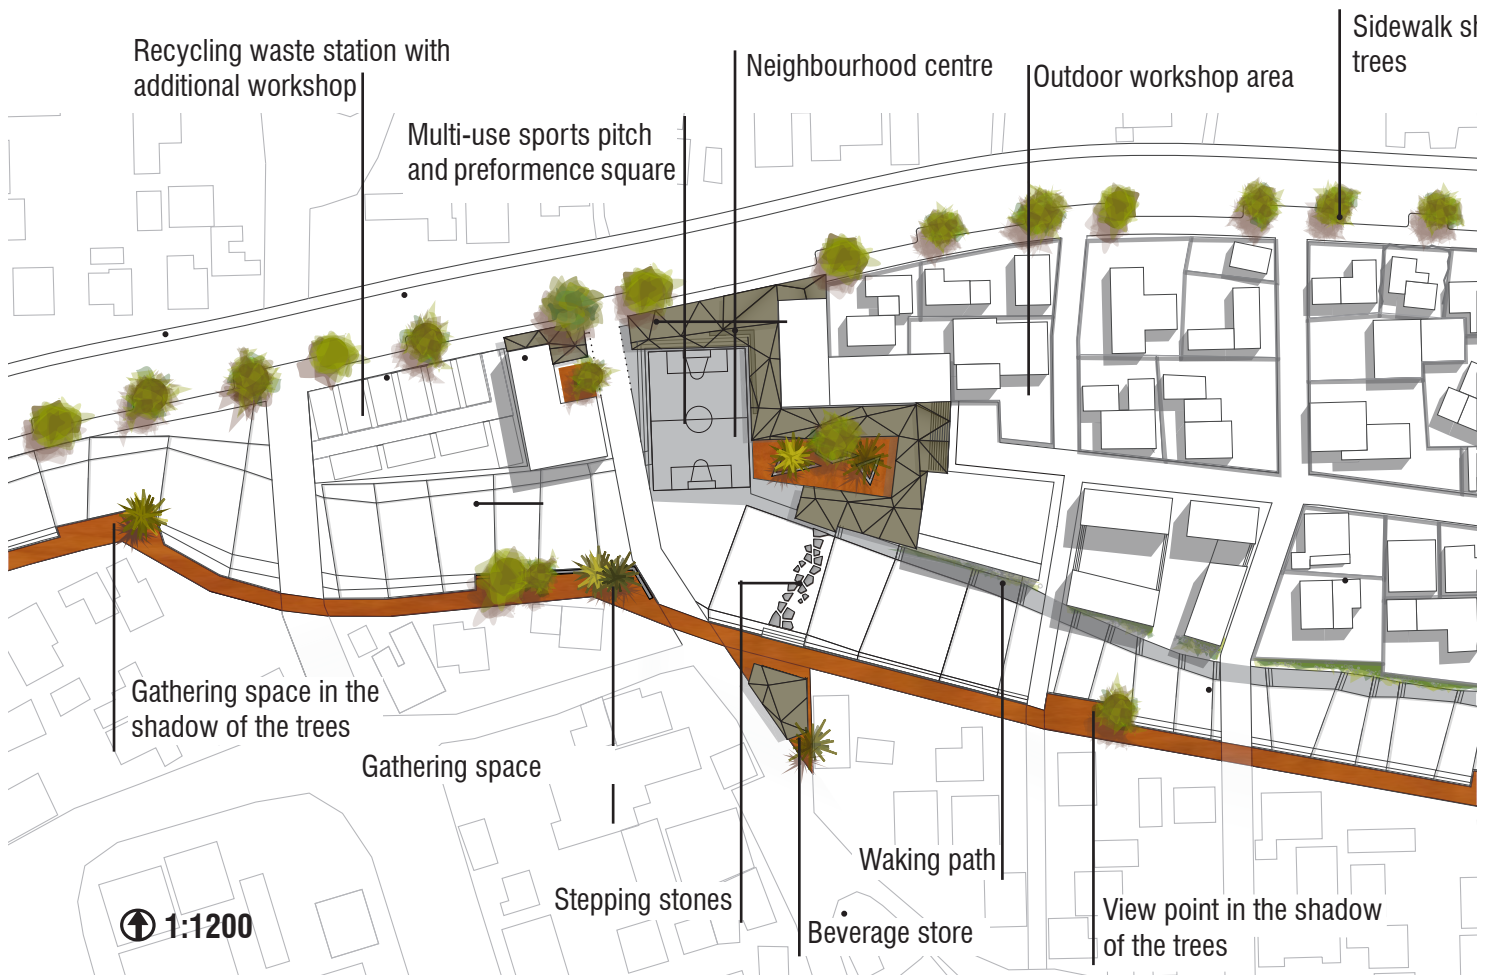 Sidewalk
trees
Recycling waste station with
additional workshop
Neighbourhood centre
Outdoor workshop area
Multi-use sports pitch
and preformence square
Gathering space in the
shadow of the trees
Gathering space
Waking path
Stepping stones
Beverage store
View point in the shadow
of the trees
1:1200